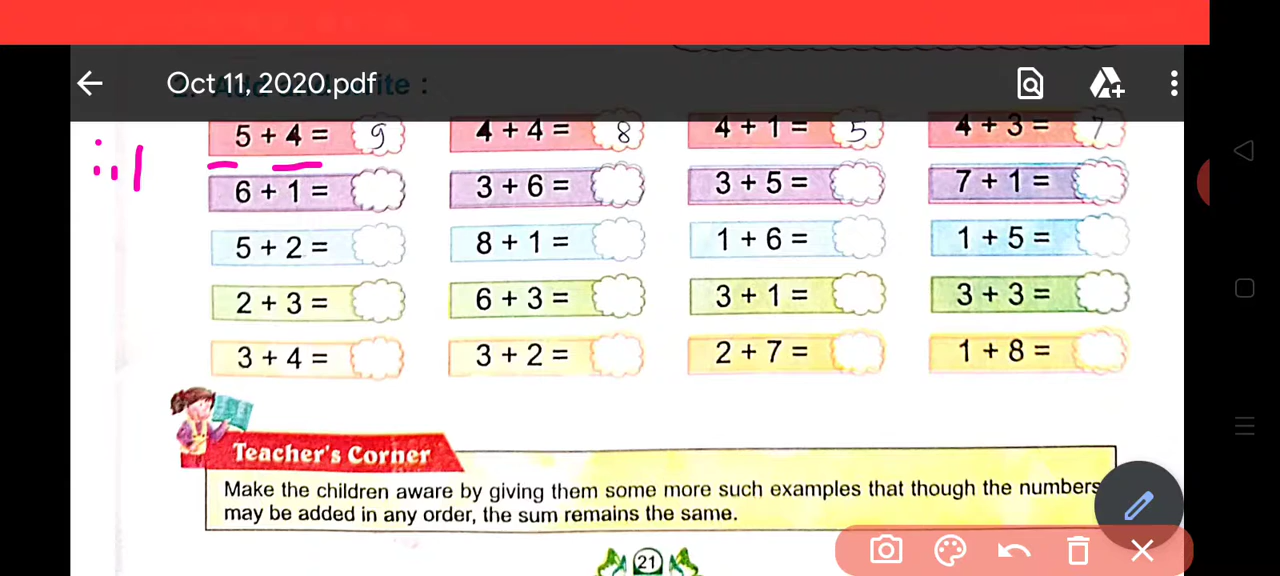 Oct 11, 2020.pdf
5 + 4 = 9
4 + 4 = 8
4 + 1 = 5
4 + 3 = 7
6 + 1 =
3 + 6 =
3 + 5 =
7 + 1 =
5 + 2 =
8 + 1 =
1 + 6 =
1 + 5 =
2 + 3 =
6 + 3 =
3 + 1 =
3 + 3 =
3 + 4 =
3 + 2 =
2 + 7 =
1 + 8 =
Teacher's Corner
Make the children aware by giving them some more such examples that though the numbers
may be added in any order, the sum remains the same.
21